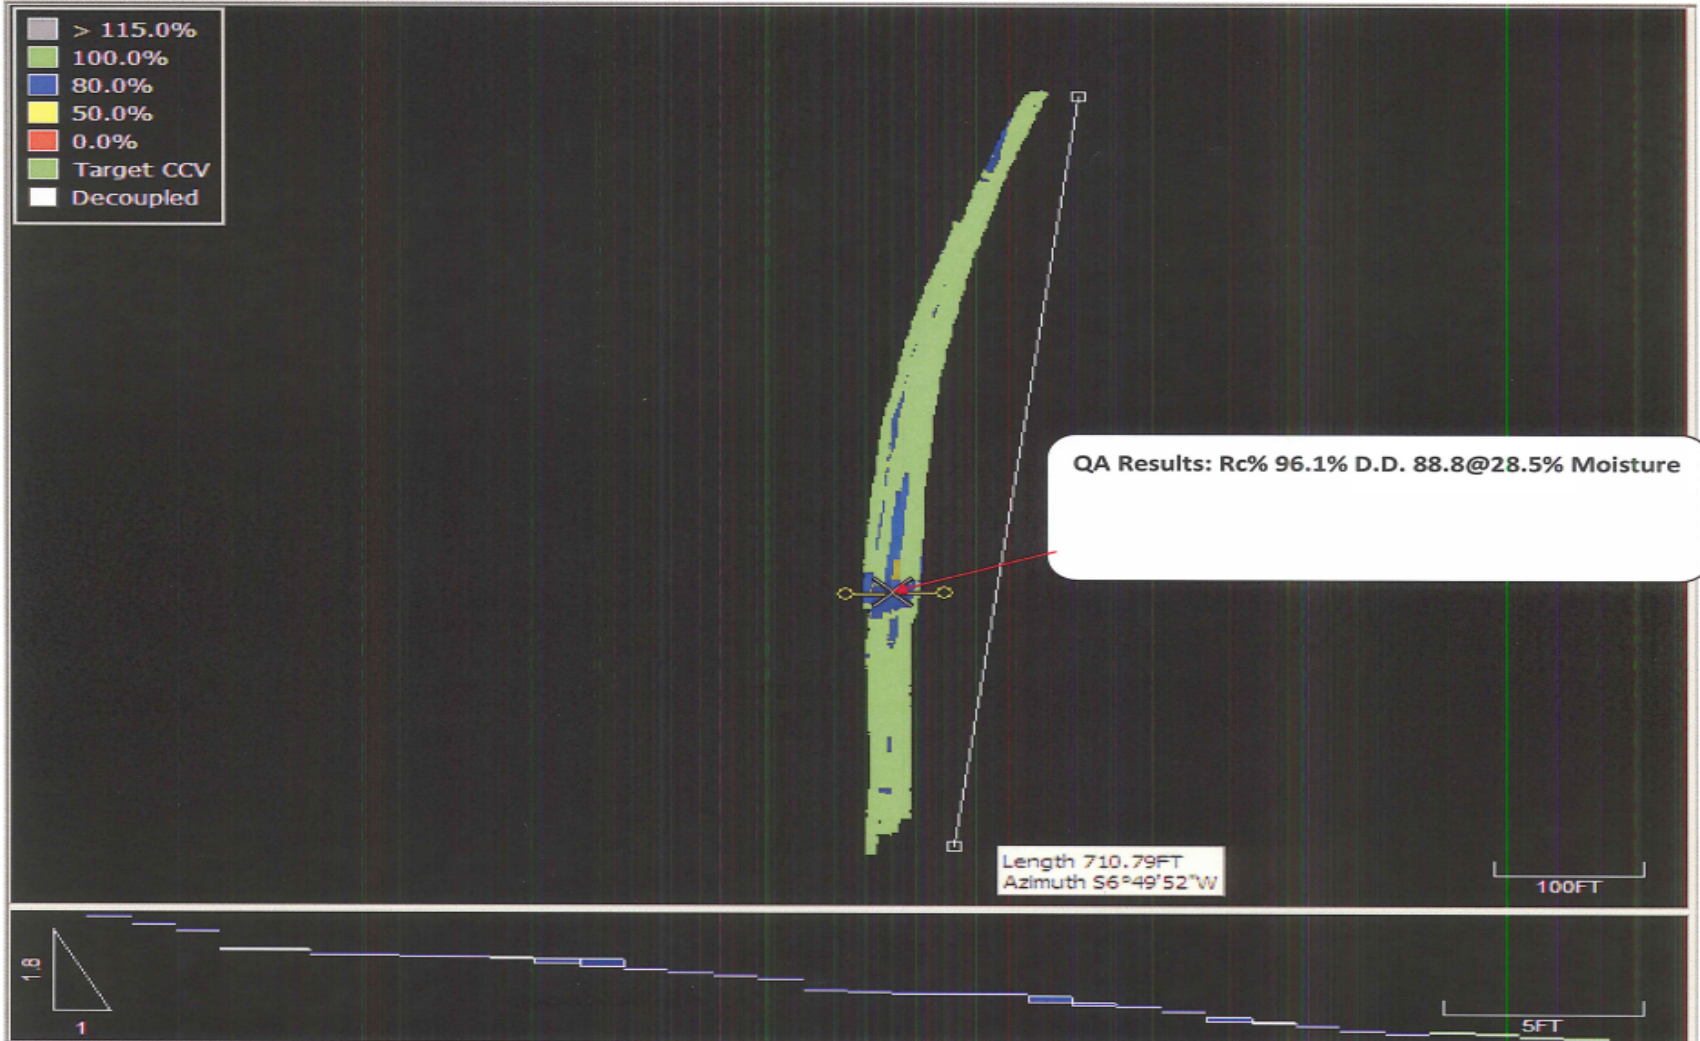 > 115.0%
100.0%
80.0%
50.0%
0.0%
Target CCV
Decoupled
QA Results: Rc% 96.1% D.D. 88.8@28.5% Moisture
Length 710.79FT
Azimuth S6°49'52"W
100FT
1.8
1
5FT